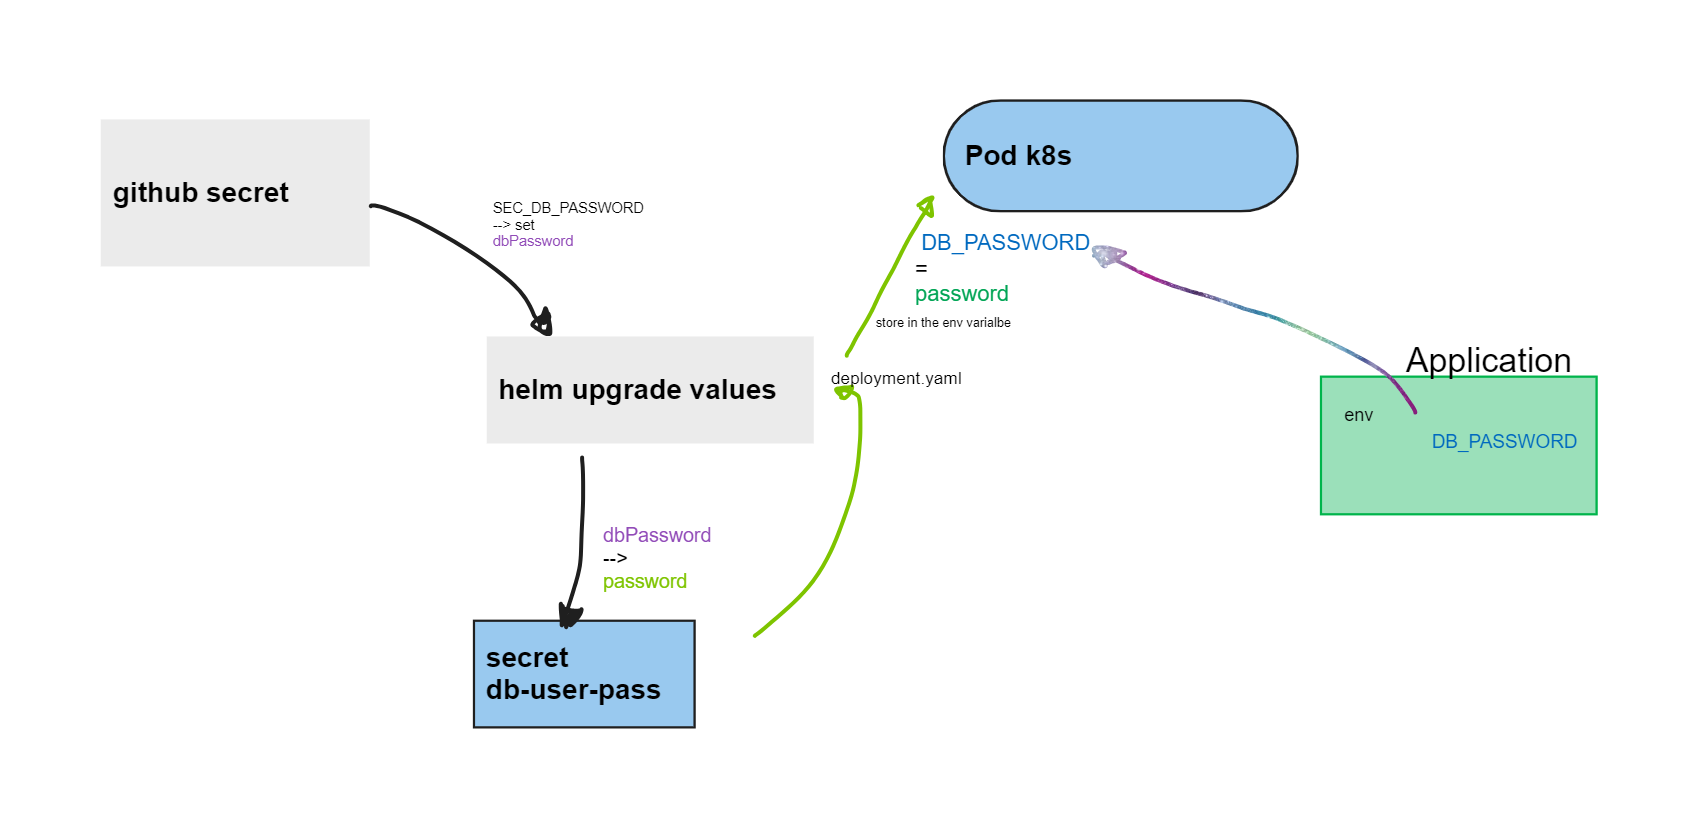 github secret
SEC_DB_PASSWORD
--> set
dbPassword
helm upgrade values
dbPassword
-->
password
secret
db-user-pass
deployment.yaml
Pod k8s
DB_PASSWORD
=
password
store in the env varialbe
Application
env
DB_PASSWORD